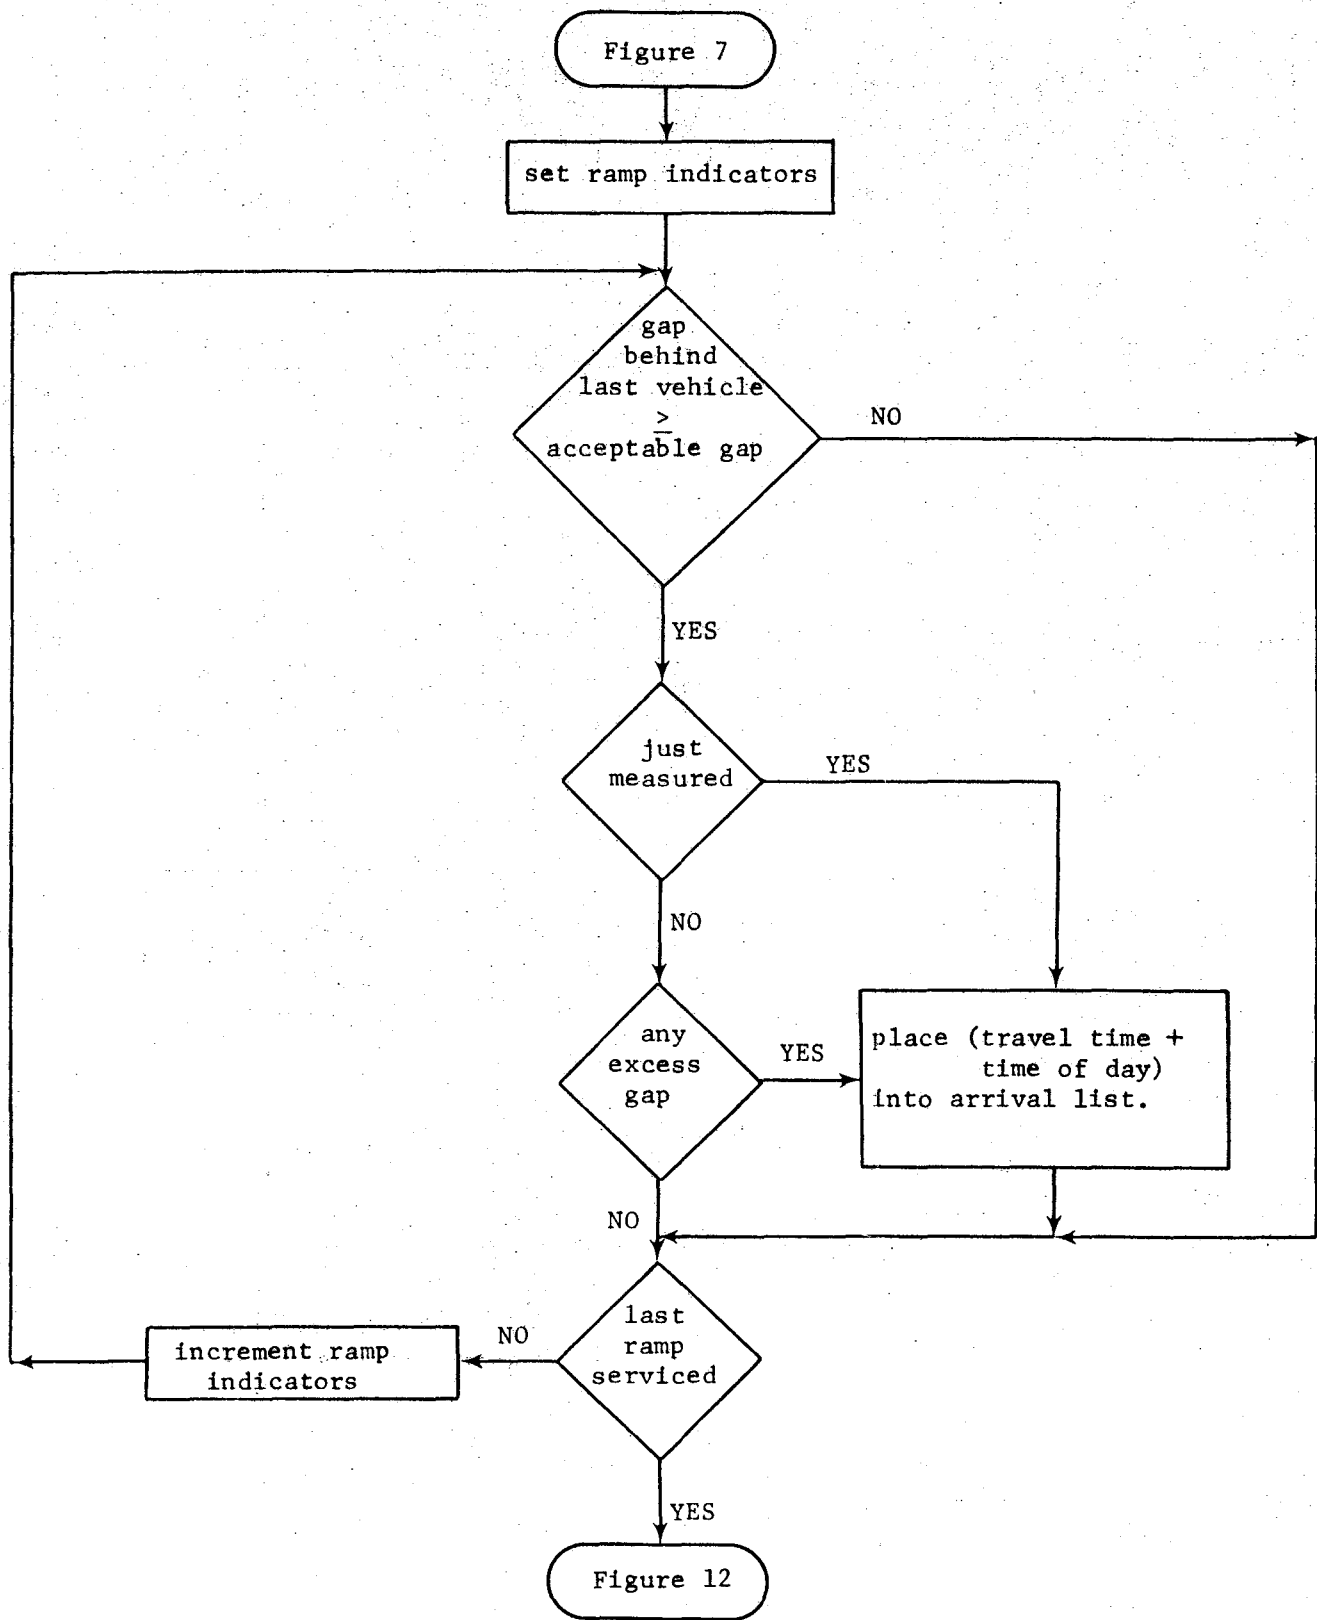 Figure 7
set ramp indicators
gap
behind
last vehicle
≥
acceptable gap
NO
YES
just
measured
YES
NO
any
excess
gap
YES
place (travel time +
time of day)
into arrival list.
NO
last
ramp
serviced
NO
increment ramp
indicators
YES
Figure 12